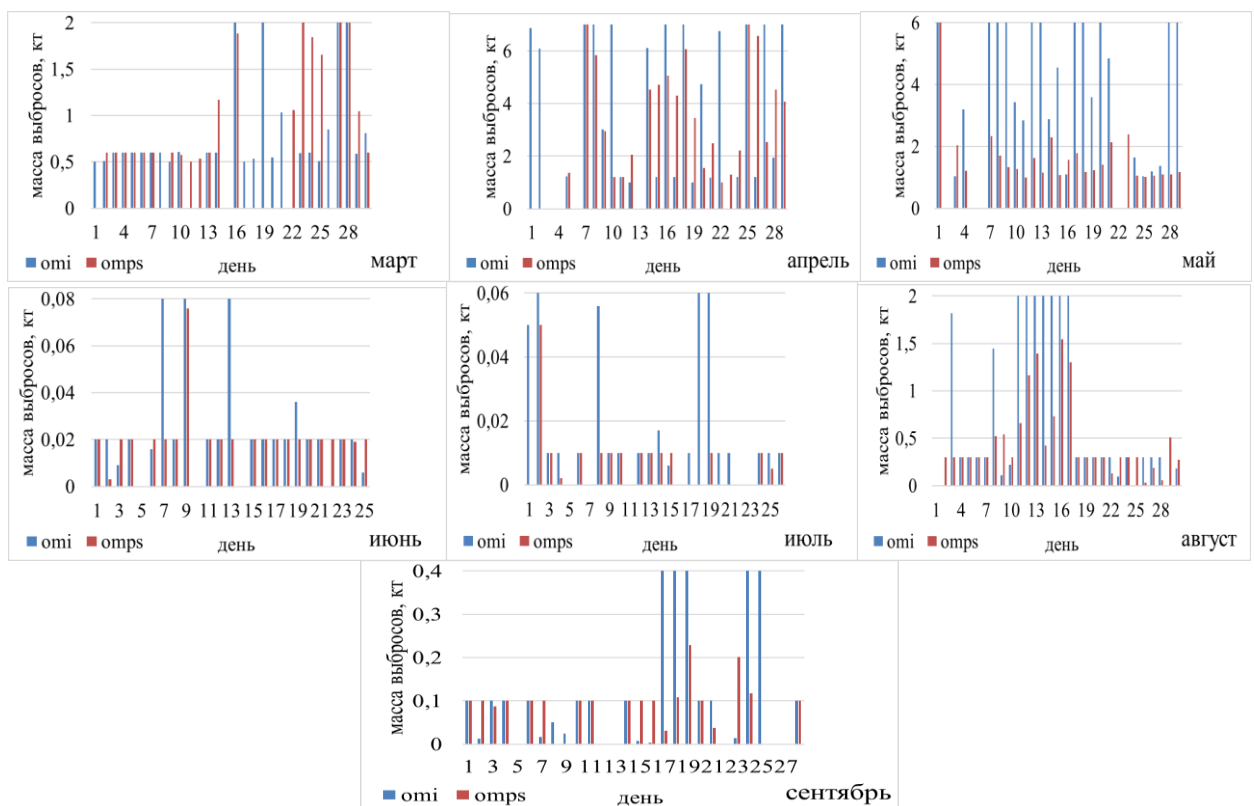 масса выбросов, кт
2
1,5
1
0,5
0
1 4 7 10 13 16 19 22 25 28
omi omps день март
масса выбросов, кт
6
4
2
0
1 4 7 10 13 16 19 22 25 28
omi omps день апрель
масса выбросов, кт
6
4
2
0
1 4 7 10 13 16 19 22 25 28
omi omps день май
масса выбросов, кт
0,08
0,06
0,04
0,02
0
1 3 5 7 9 11 13 15 17 19 21 23 25
omi omps день июнь
масса выбросов, кт
0,06
0,04
0,02
0
1 3 5 7 9 11 13 15 17 19 21 23 25
omi omps день июль
масса выбросов, кт
2
1,5
1
0,5
0
1 4 7 10 13 16 19 22 25 28
omi omps день август
масса выбросов, кт
0,4
0,3
0,2
0,1
0
1 3 5 7 9 11 13 15 17 19 21 23 25 27
omi omps день сентябрь